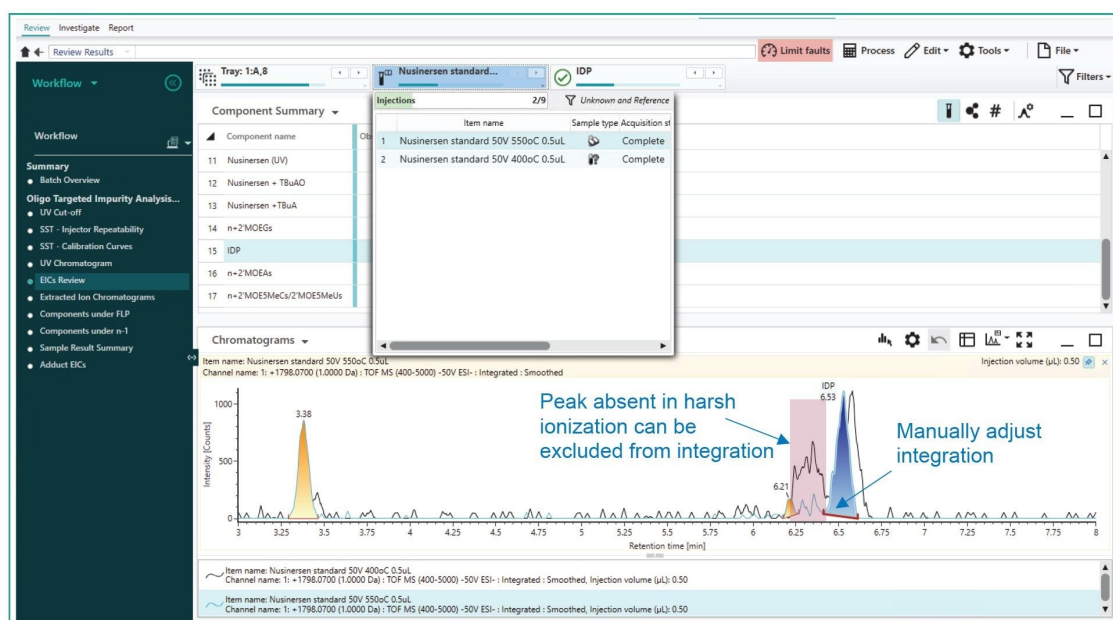 Review Investigate Report
Review Results
Limit faults Process Edit Tools File
Workflow
Tray: 1:A,8
Nusinersen standard...
IDP
Filters
Injections 2/9 Unknown and Reference
Item name Sample type Acquisition st
1 Nusinersen standard 50V 550oC 0.5uL Complete
2 Nusinersen standard 50V 400oC 0.5uL Complete
Workflow
Summary
Batch Overview
Oligo Targeted Impurity Analysis...
UV Cut-off
SST - Injector Repeatability
SST - Calibration Curves
UV Chromatogram
EICs Review
Extracted Ion Chromatograms
Components under FLP
Components under n-1
Sample Result Summary
Adduct EICs
Component Summary
Component name Ob
11 Nusinersen (UV)
12 Nusinersen + TBuAO
13 Nusinersen +TBuA
14 n+2'MOEGs
15 IDP
16 n+2'MOEAs
17 n+2'MOE5MeCs/2'MOE5MeUs
Chromatograms
Item name: Nusinersen standard 50V 550oC 0.5uL
Channel name: 1: +1798.0700 (1.0000 Da) : TOF MS (400-5000) -50V ESI- : Integrated : Smoothed
Injection volume (µL): 0.50
Intensity [Counts]
1000
500
0
3.38
6.21
IDP
6.53
Peak absent in harsh
ionization can be
excluded from integration
Manually adjust
integration
3 3.25 3.5 3.75 4 4.25 4.5 4.75 5 5.25 5.5 5.75 6 6.25 6.5 6.75 7 7.25 7.5 7.75 8
Retention time [min]
Item name: Nusinersen standard 50V 400oC 0.5uL
Channel name: 1: +1798.0700 (1.0000 Da) : TOF MS (400-5000) -50V ESI- : Integrated : Smoothed, Injection volume (µL): 0.50
Item name: Nusinersen standard 50V 550oC 0.5uL
Channel name: 1: +1798.0700 (1.0000 Da) : TOF MS (400-5000) -50V ESI- : Integrated : Smoothed, Injection volume (µL): 0.50